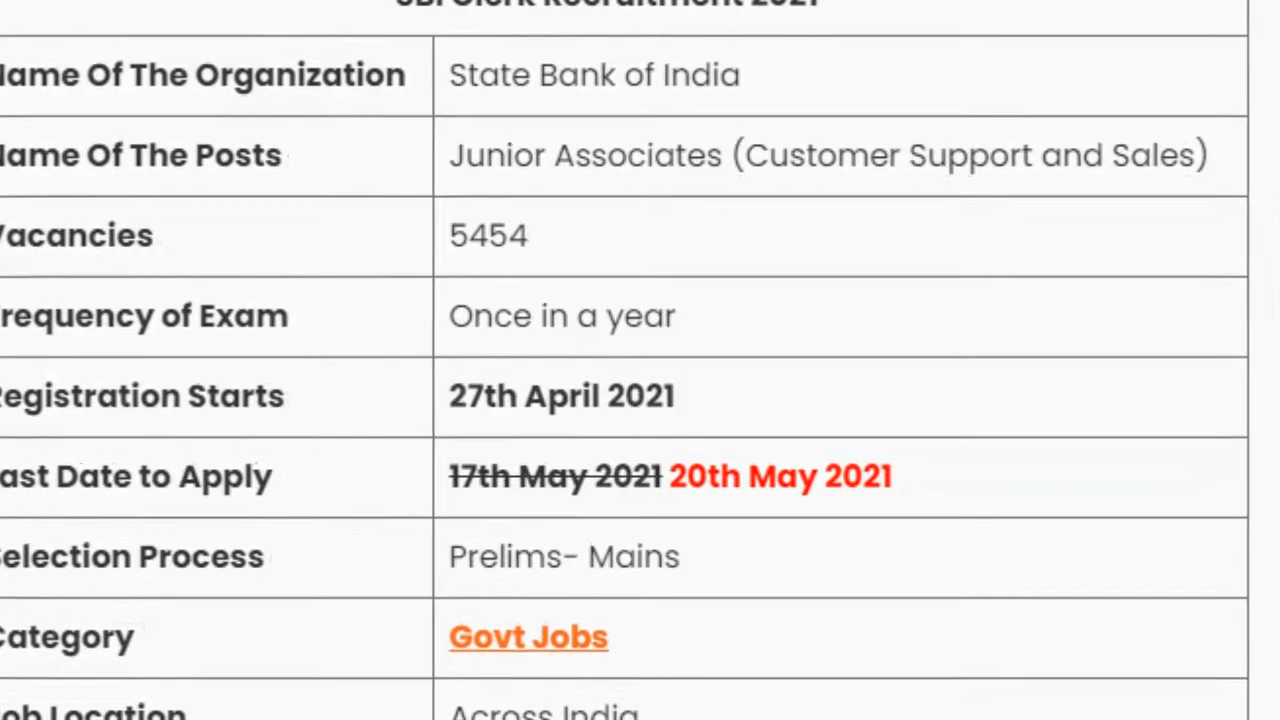 SBI Clerk Recruitment 2021
Name Of The Organization State Bank of India
Name Of The Posts Junior Associates (Customer Support and Sales)
Vacancies 5454
Frequency of Exam Once in a year
Registration Starts 27th April 2021
Last Date to Apply 17th May 2021 20th May 2021
Selection Process Prelims- Mains
Category Govt Jobs
Job Location Across India